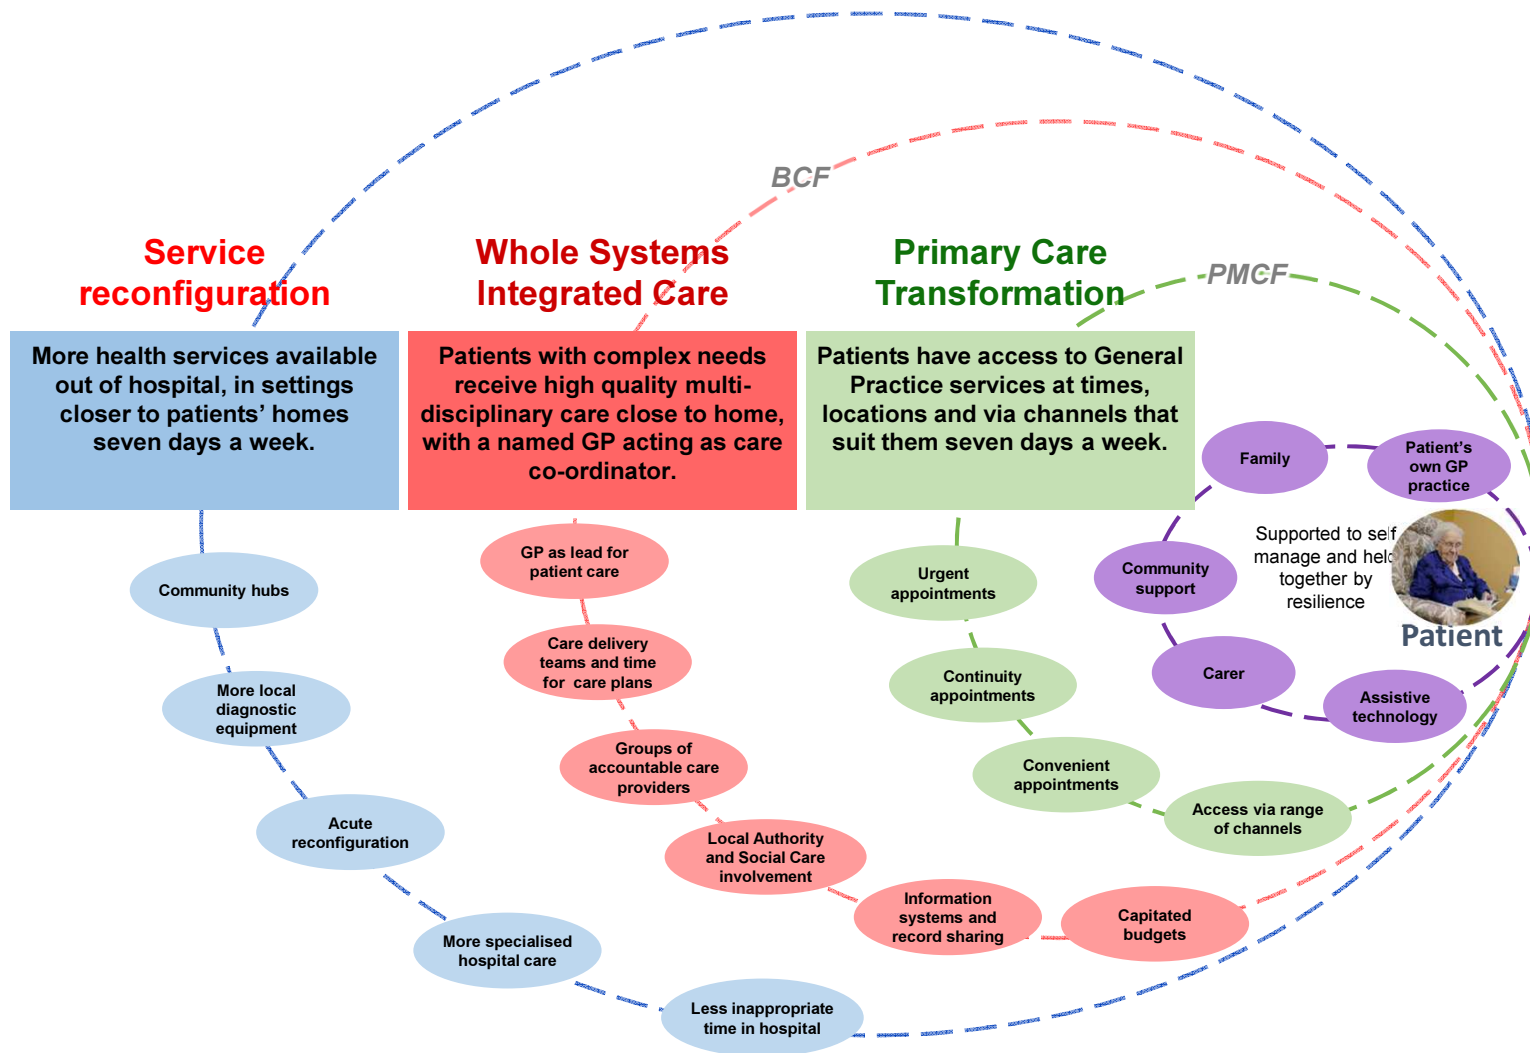 BCF
PMCF
Service
reconfiguration
More health services available
out of hospital, in settings
closer to patients’ homes
seven days a week.
Whole Systems
Integrated Care
Patients with complex needs
receive high quality multi-
disciplinary care close to home,
with a named GP acting as care
co-ordinator.
Primary Care
Transformation
Patients have access to General
Practice services at times,
locations and via channels that
suit them seven days a week.
Community hubs
More local
diagnostic
equipment
Acute
reconfiguration
More specialised
hospital care
Less inappropriate
time in hospital
GP as lead for
patient care
Care delivery
teams and time
for care plans
Groups of
accountable care
providers
Local Authority
and Social Care
involvement
Information
systems and
record sharing
Capitated
budgets
Urgent
appointments
Continuity
appointments
Convenient
appointments
Access via range
of channels
Family
Patient’s
own GP
practice
Community
support
Carer
Assistive
technology
Supported to self
manage and held
together by
resilience
Patient